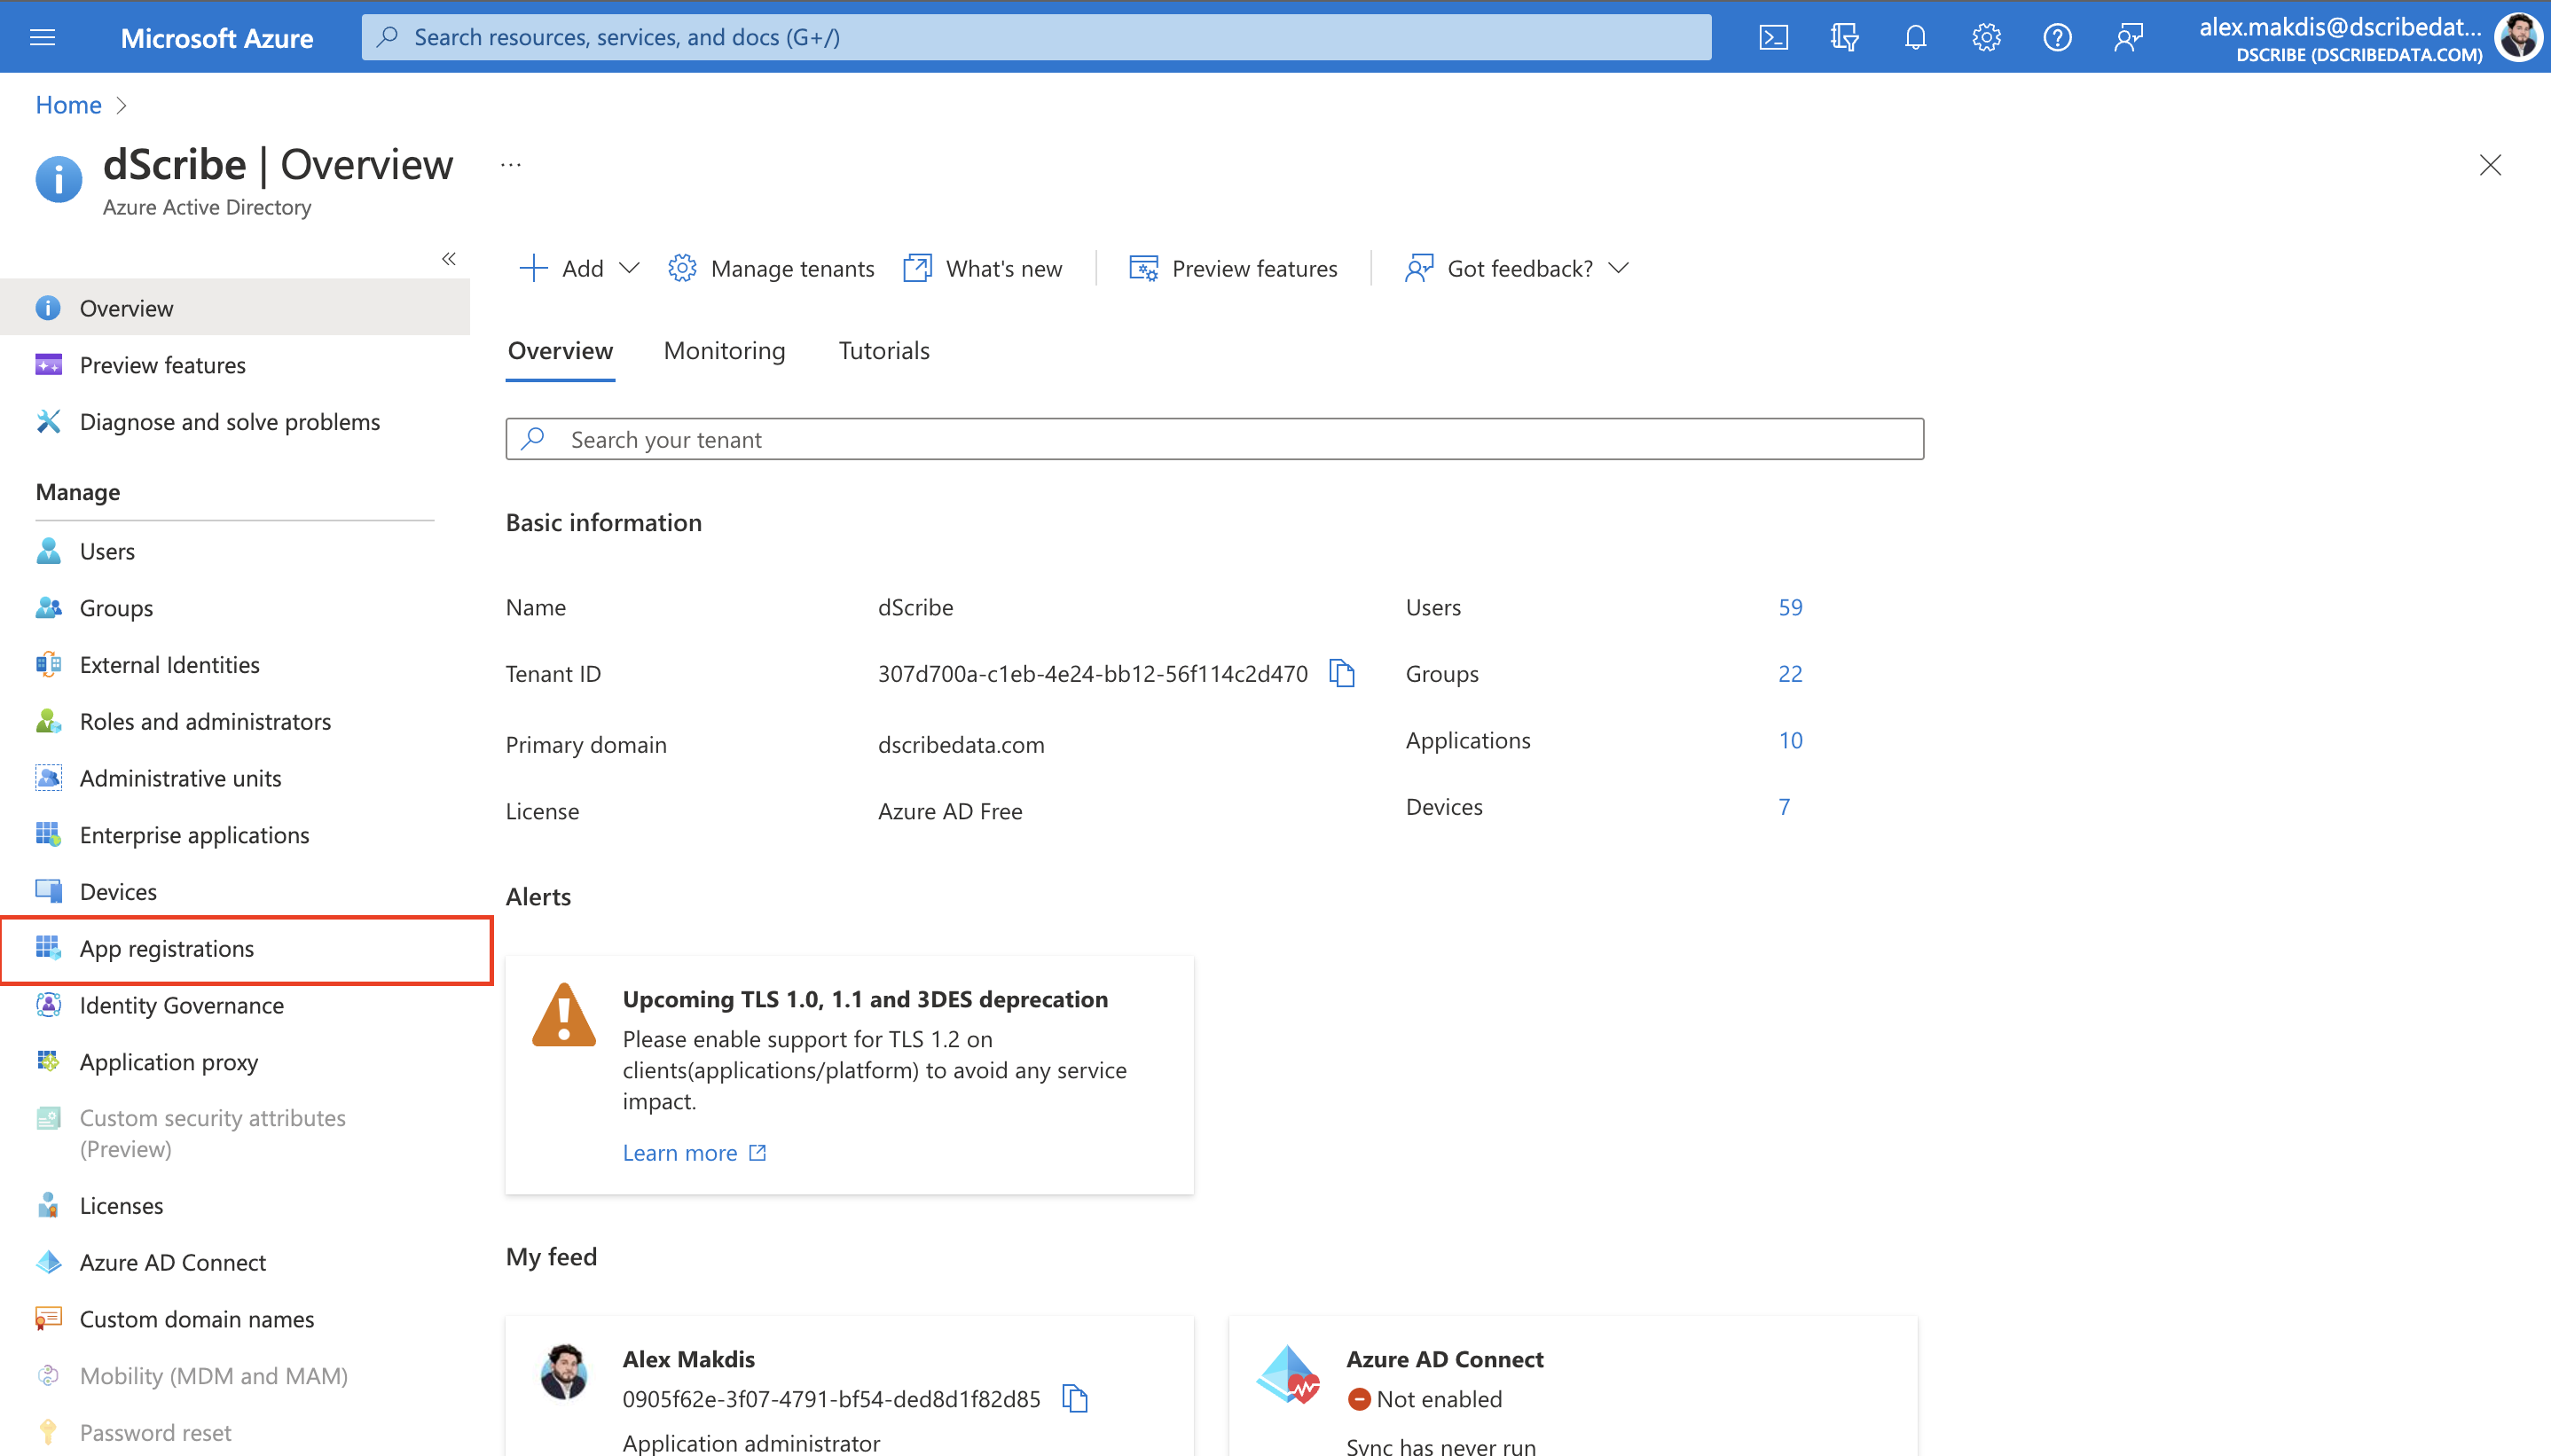 Microsoft Azure
Search resources, services, and docs (G+/)
alex.makdis@dscribedat...
DSCRIBE (DSCRIBEDATA.COM)
Home
dScribe | Overview ...
Azure Active Directory
Overview
Preview features
Diagnose and solve problems
Manage
Users
Groups
External Identities
Roles and administrators
Administrative units
Enterprise applications
Devices
App registrations
Identity Governance
Application proxy
Custom security attributes
(Preview)
Licenses
Azure AD Connect
Custom domain names
Mobility (MDM and MAM)
Password reset
Add
Manage tenants
What's new
Preview features
Got feedback?
Overview
Monitoring
Tutorials
Search your tenant
Basic information
Name dScribe
Tenant ID 307d700a-c1eb-4e24-bb12-56f114c2d470
Primary domain dscribedata.com
License Azure AD Free
Users 59
Groups 22
Applications 10
Devices 7
Alerts
Upcoming TLS 1.0, 1.1 and 3DES deprecation
Please enable support for TLS 1.2 on
clients(applications/platform) to avoid any service
impact.
Learn more
My feed
Alex Makdis
0905f62e-3f07-4791-bf54-ded8d1f82d85
Application administrator
Azure AD Connect
Not enabled
Sync has never run